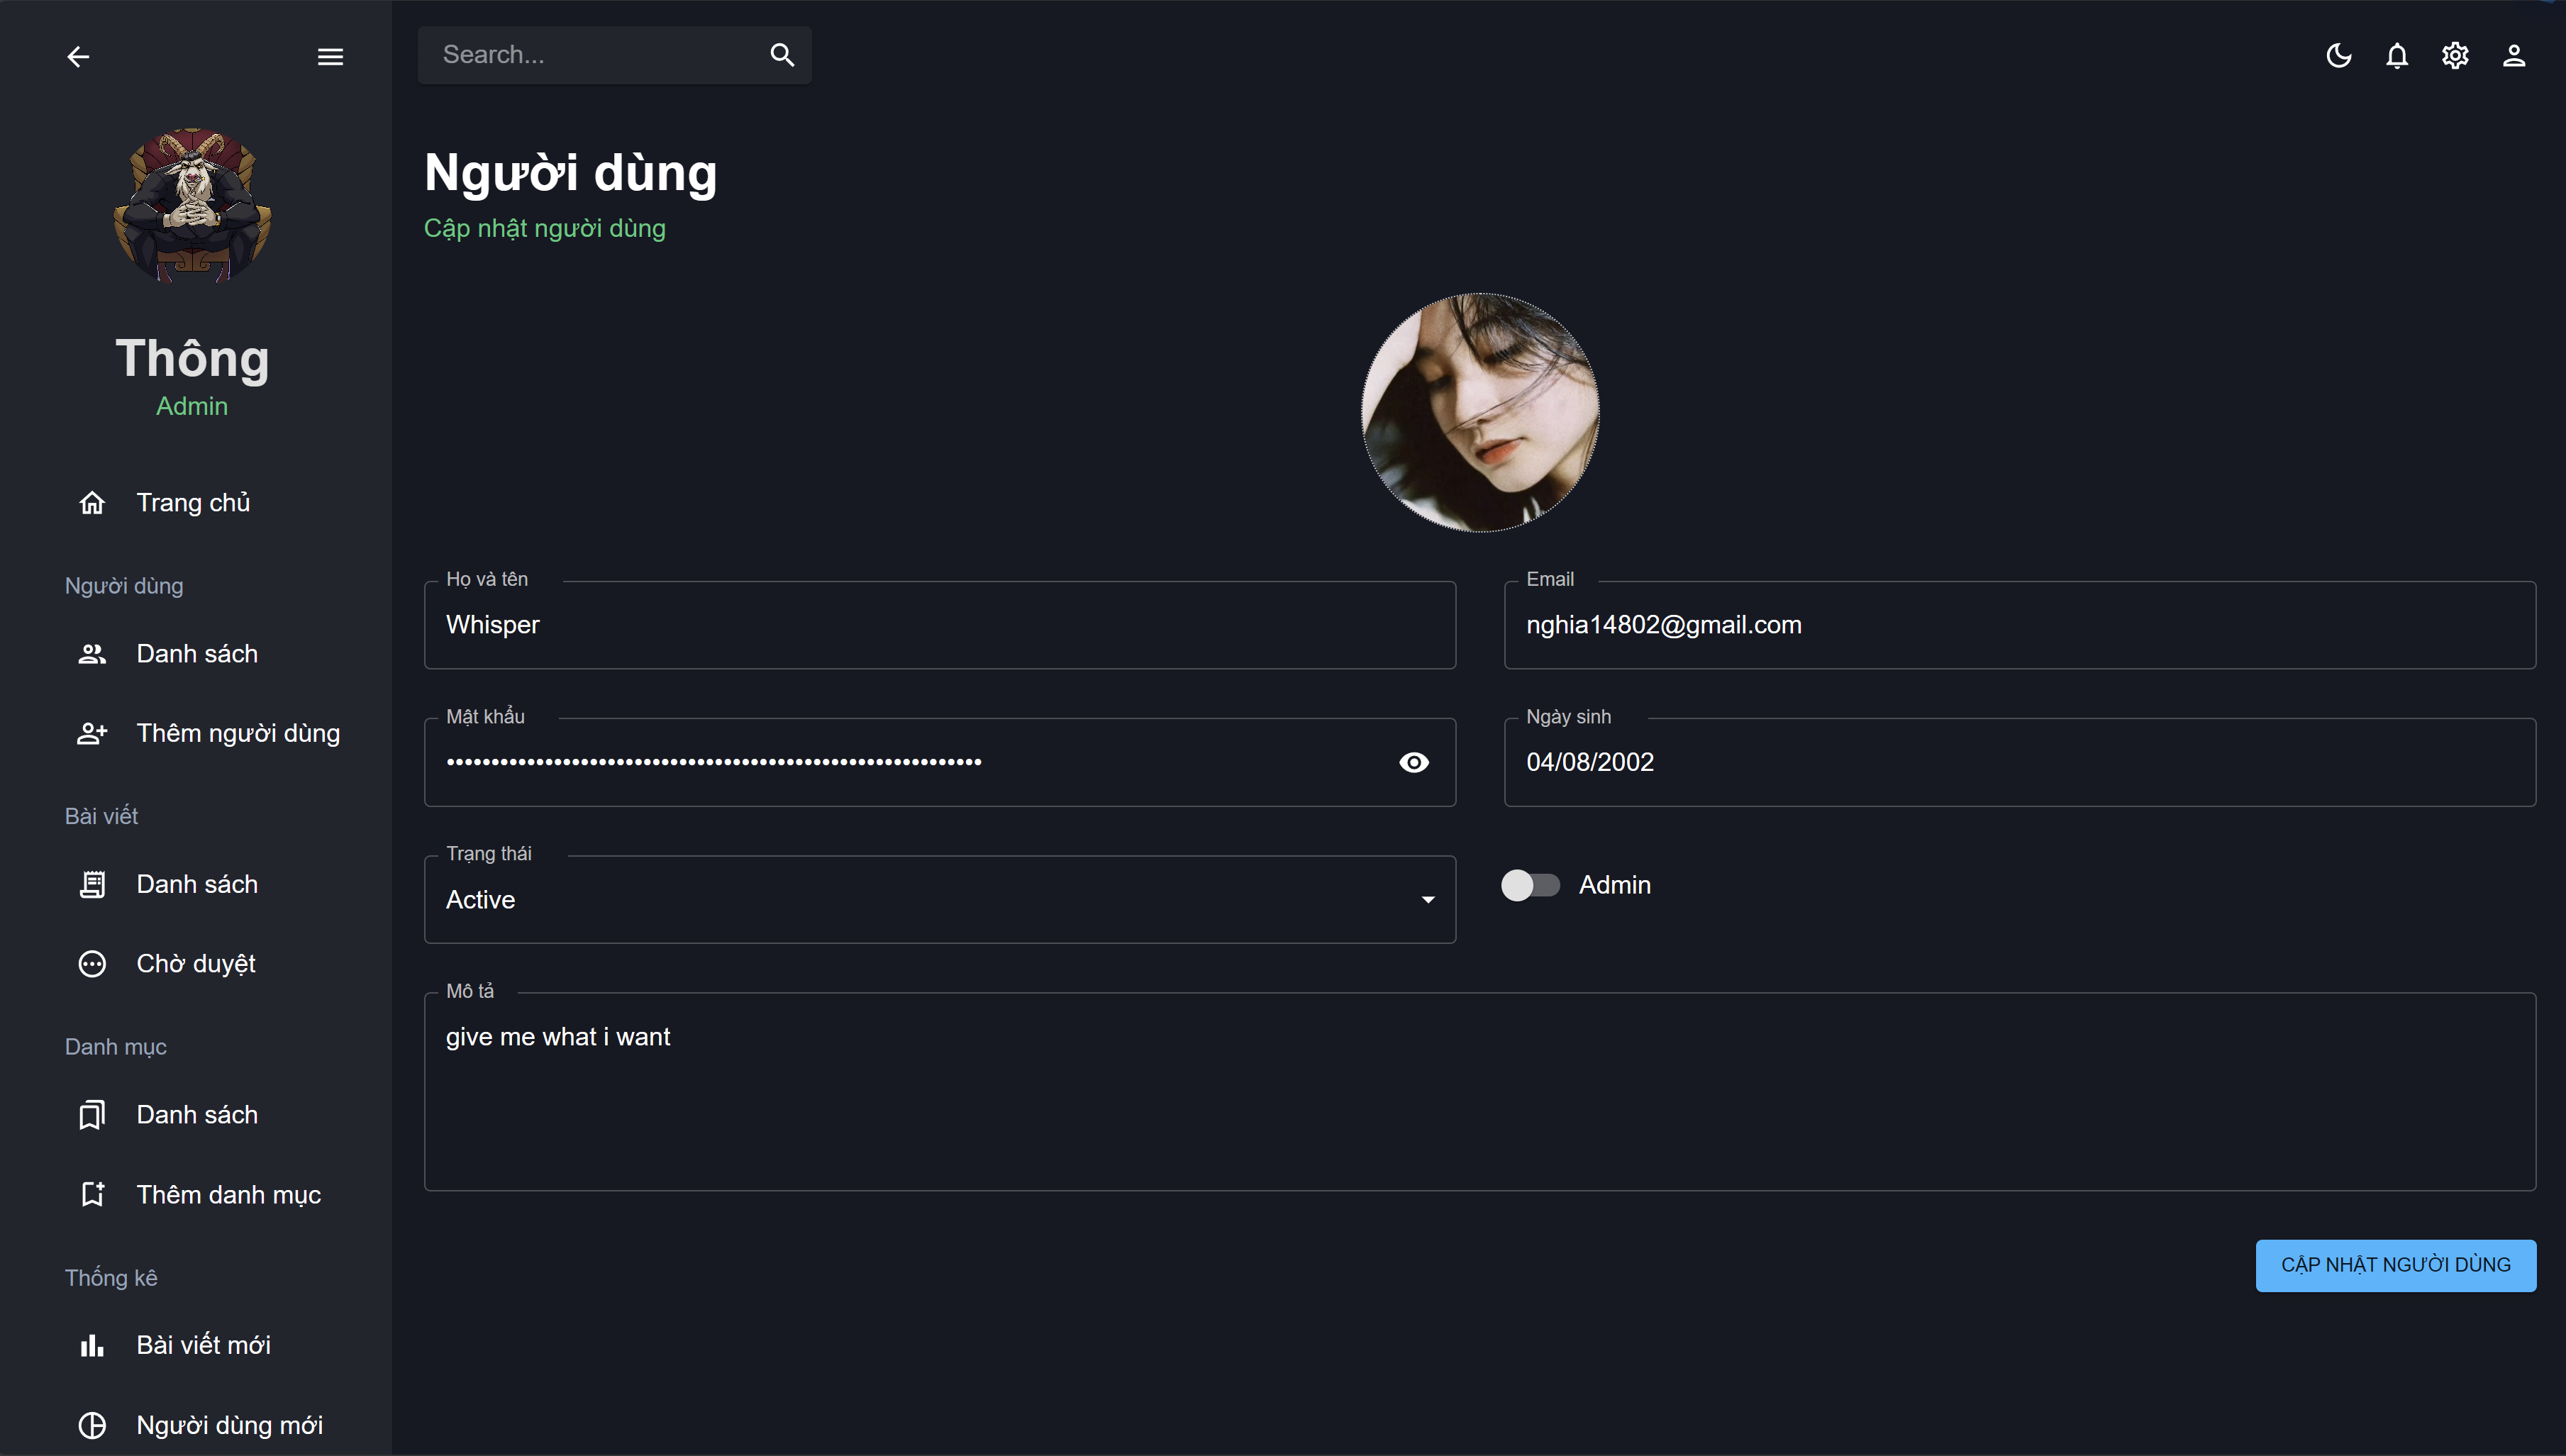 Search...
Thông
Admin
Trang chủ
Người dùng
Danh sách
Thêm người dùng
Bài viết
Danh sách
Chờ duyệt
Danh mục
Danh sách
Thêm danh mục
Thống kê
Bài viết mới
Người dùng mới
Người dùng
Cập nhật người dùng
Họ và tên
Whisper
Email
nghia14802@gmail.com
Mật khẩu
••••••••••••••••••••••••••••••••••••••••••••••••••••••••••••
Ngày sinh
04/08/2002
Trạng thái
Active
Admin
Mô tả
give me what i want
CẬP NHẬT NGƯỜI DÙNG